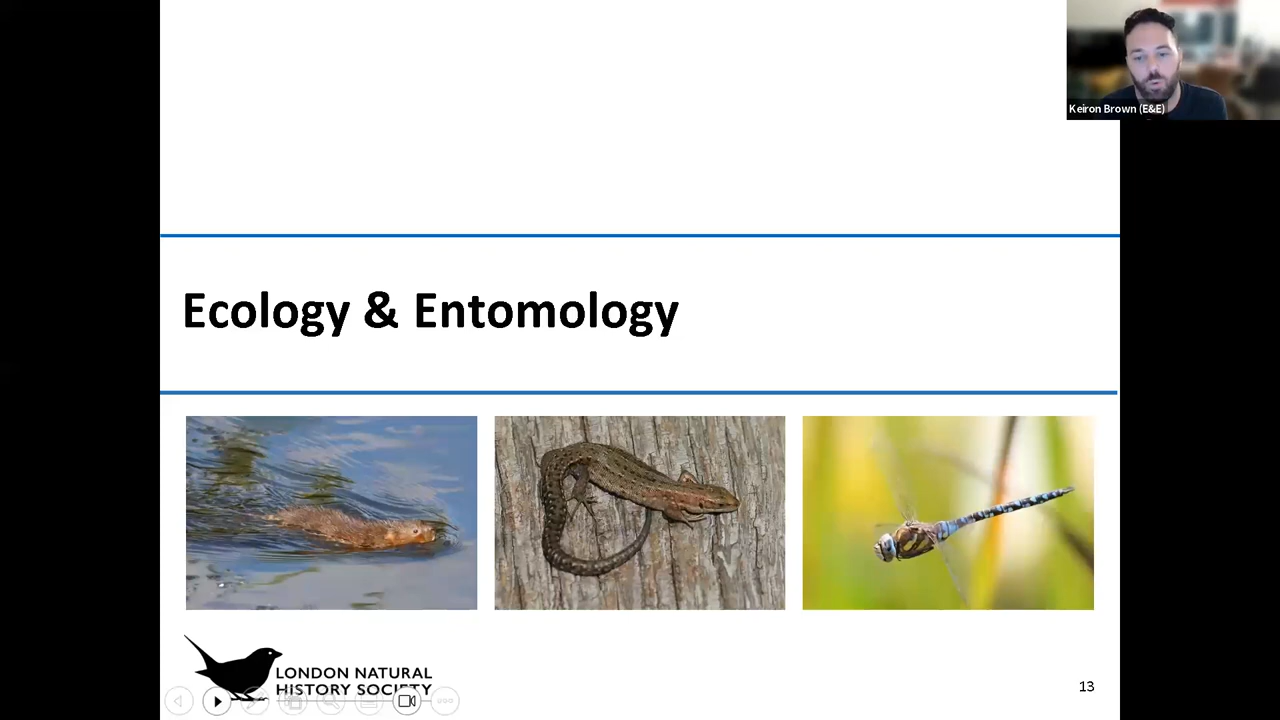 Keiron Brown (E&E)
Ecology & Entomology
LONDON NATURAL
HISTORY SOCIETY
13